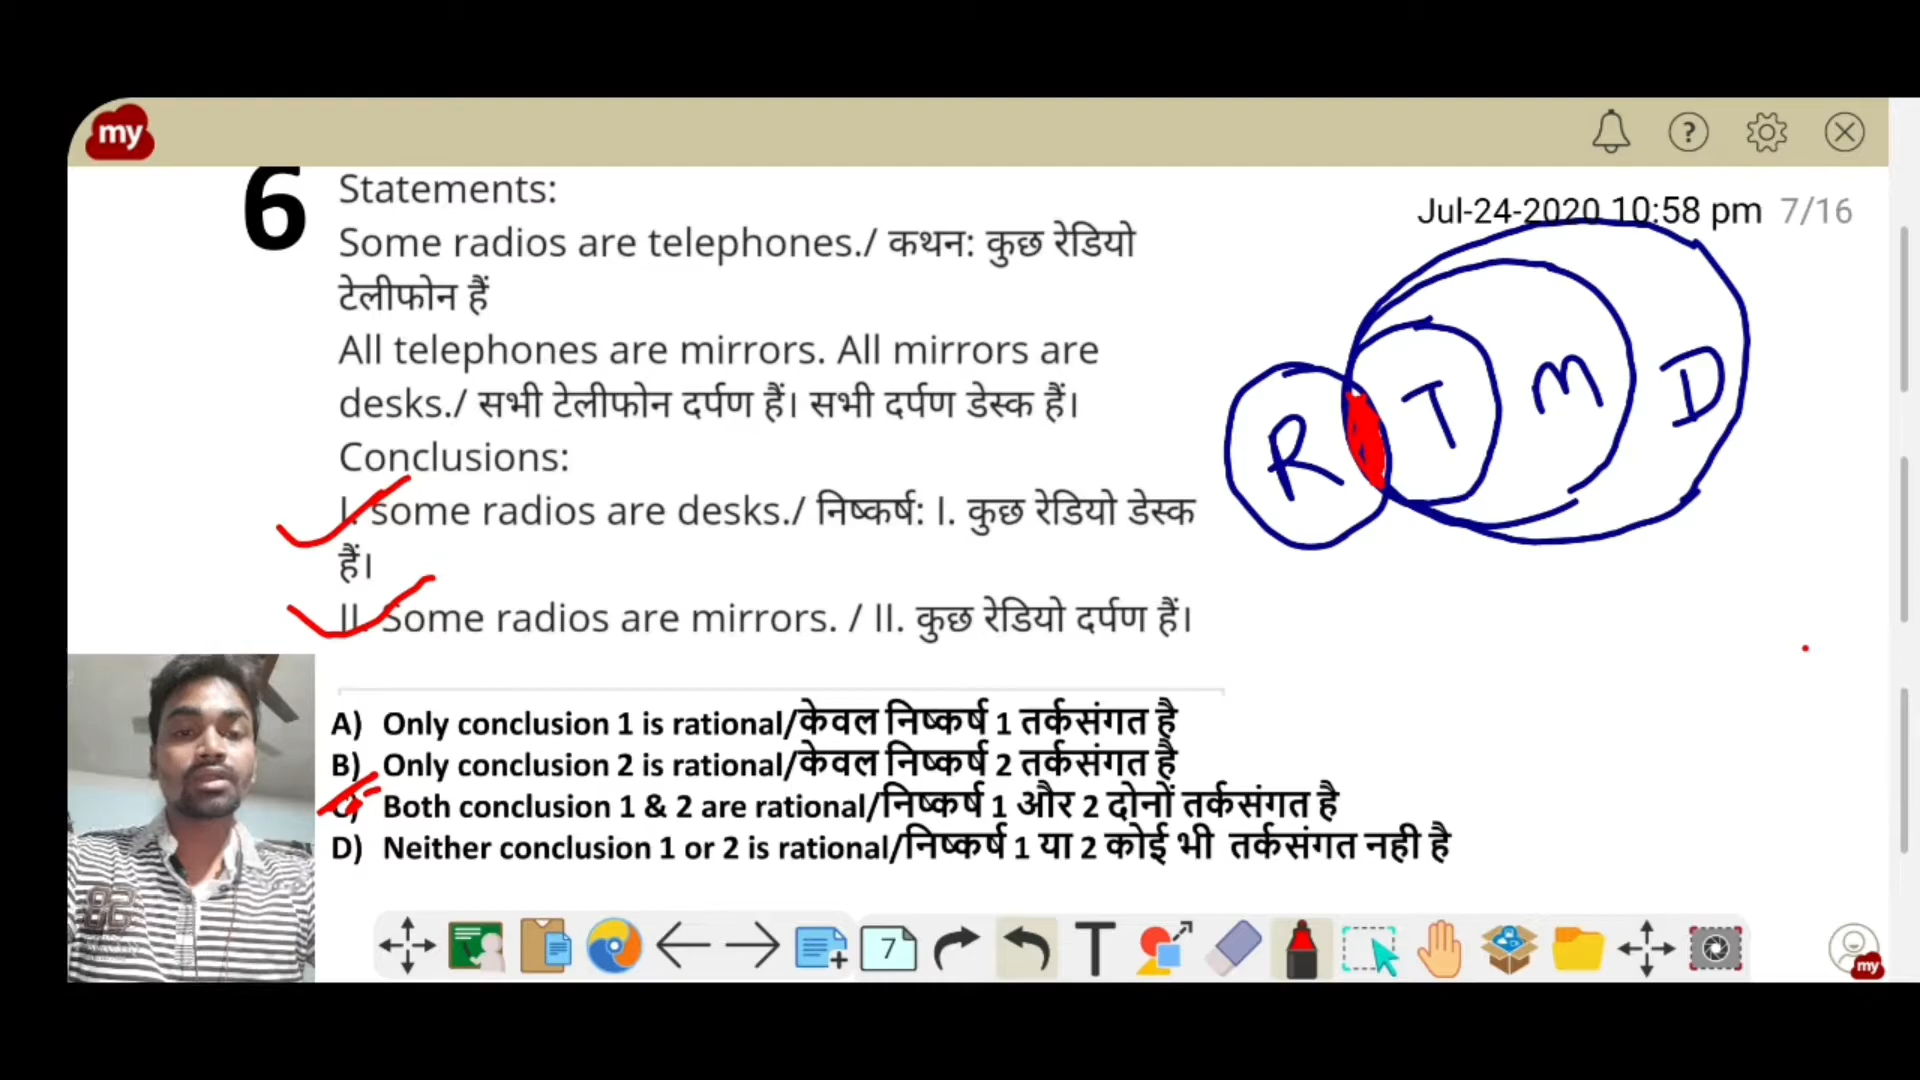 my
6
Statements:
Some radios are telephones./ कथन: कुछ रेडियो
टेलीफोन हैं
All telephones are mirrors. All mirrors are
desks./ सभी टेलीफोन दर्पण हैं। सभी दर्पण डेस्क हैं।
Conclusions:
I. Some radios are desks./ निष्कर्ष: I. कुछ रेडियो डेस्क
हैं।
II. Some radios are mirrors. / II. कुछ रेडियो दर्पण हैं।
Jul-24-2020 10:58 pm 7/16
R T M D
A) Only conclusion 1 is rational/केवल निष्कर्ष 1 तर्कसंगत है
B) Only conclusion 2 is rational/केवल निष्कर्ष 2 तर्कसंगत है
C) Both conclusion 1 & 2 are rational/निष्कर्ष 1 और 2 दोनों तर्कसंगत है
D) Neither conclusion 1 or 2 is rational/निष्कर्ष 1 या 2 कोई भी तर्कसंगत नही है
7
T
my